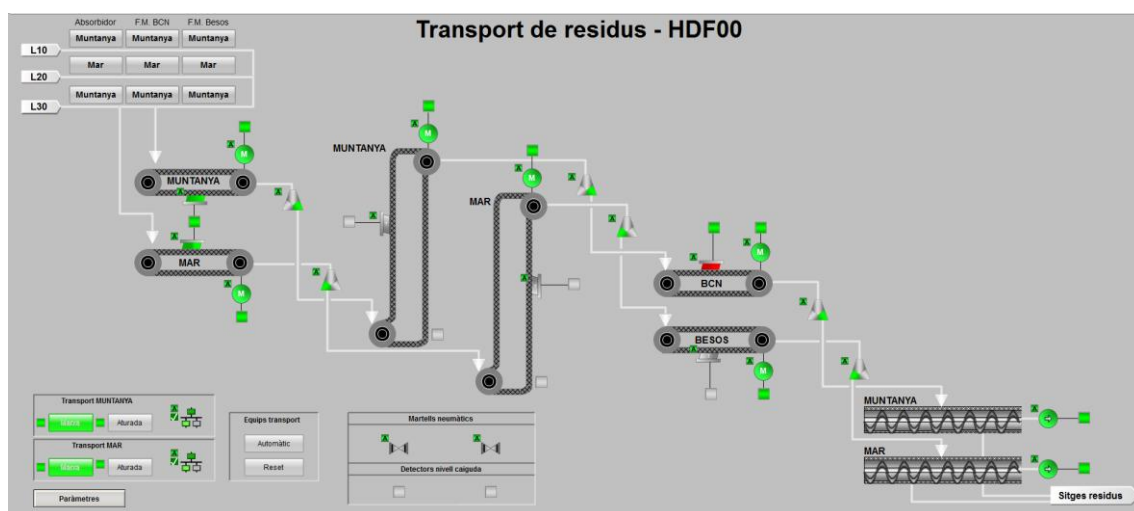 Transport de residus - HDF00
Absorbidor F.M. BCN F.M. Besos
Muntanya Muntanya Muntanya
L10
Mar Mar Mar
L20
Muntanya Muntanya Muntanya
L30
MUNTANYA
M
MAR
M
MUNTANYA
M
MAR
M
BCN
M
BESOS
M
MUNTANYA
MAR
Sitges residus
Transport MUNTANYA
Marxa Aturada
Transport MAR
Marxa Aturada
Paràmetres
Equips transport
Automàtic
Reset
Martells neumàtics
Detectors nivell caiguda